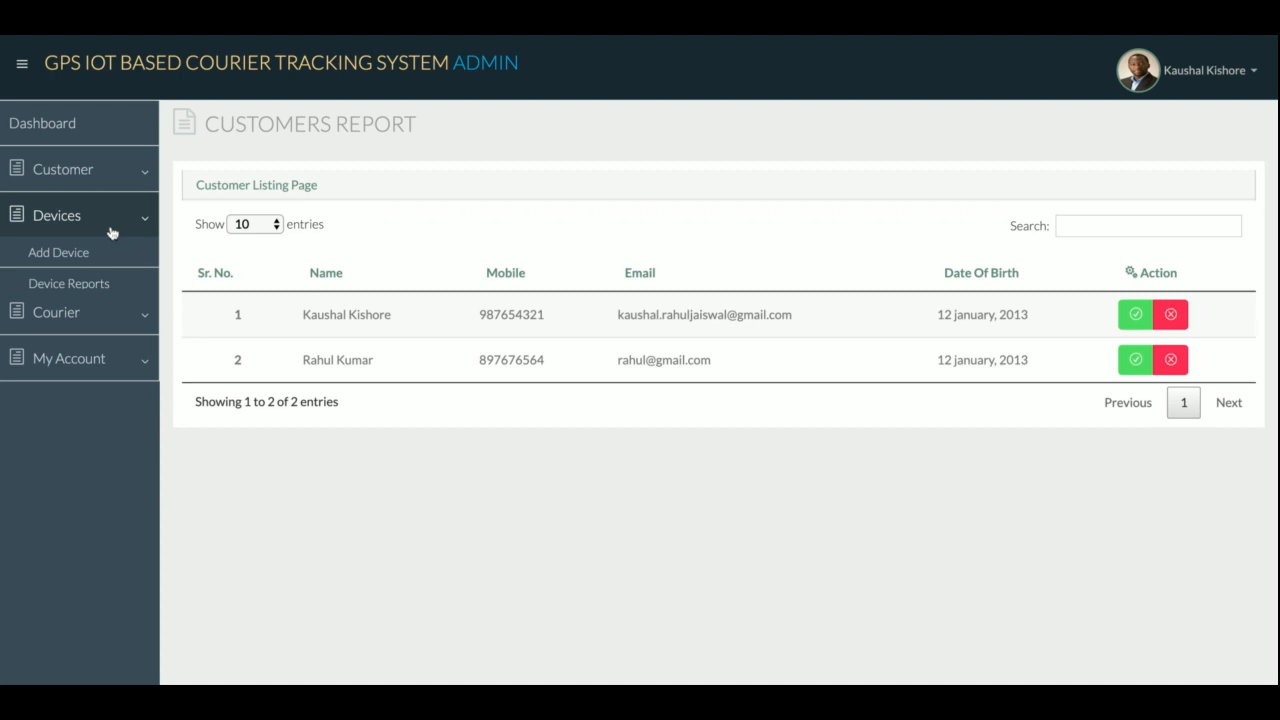 GPS IOT BASED COURIER TRACKING SYSTEM ADMIN
Kaushal Kishore
Dashboard
Customer
Devices
Add Device
Device Reports
Courier
My Account
CUSTOMERS REPORT
Customer Listing Page
Show 10 entries
Search:
Sr. No. Name Mobile Email Date Of Birth Action
1 Kaushal Kishore 987654321 kaushal.rahuljaiswal@gmail.com 12 january, 2013
2 Rahul Kumar 897676564 rahul@gmail.com 12 january, 2013
Showing 1 to 2 of 2 entries
Previous 1 Next